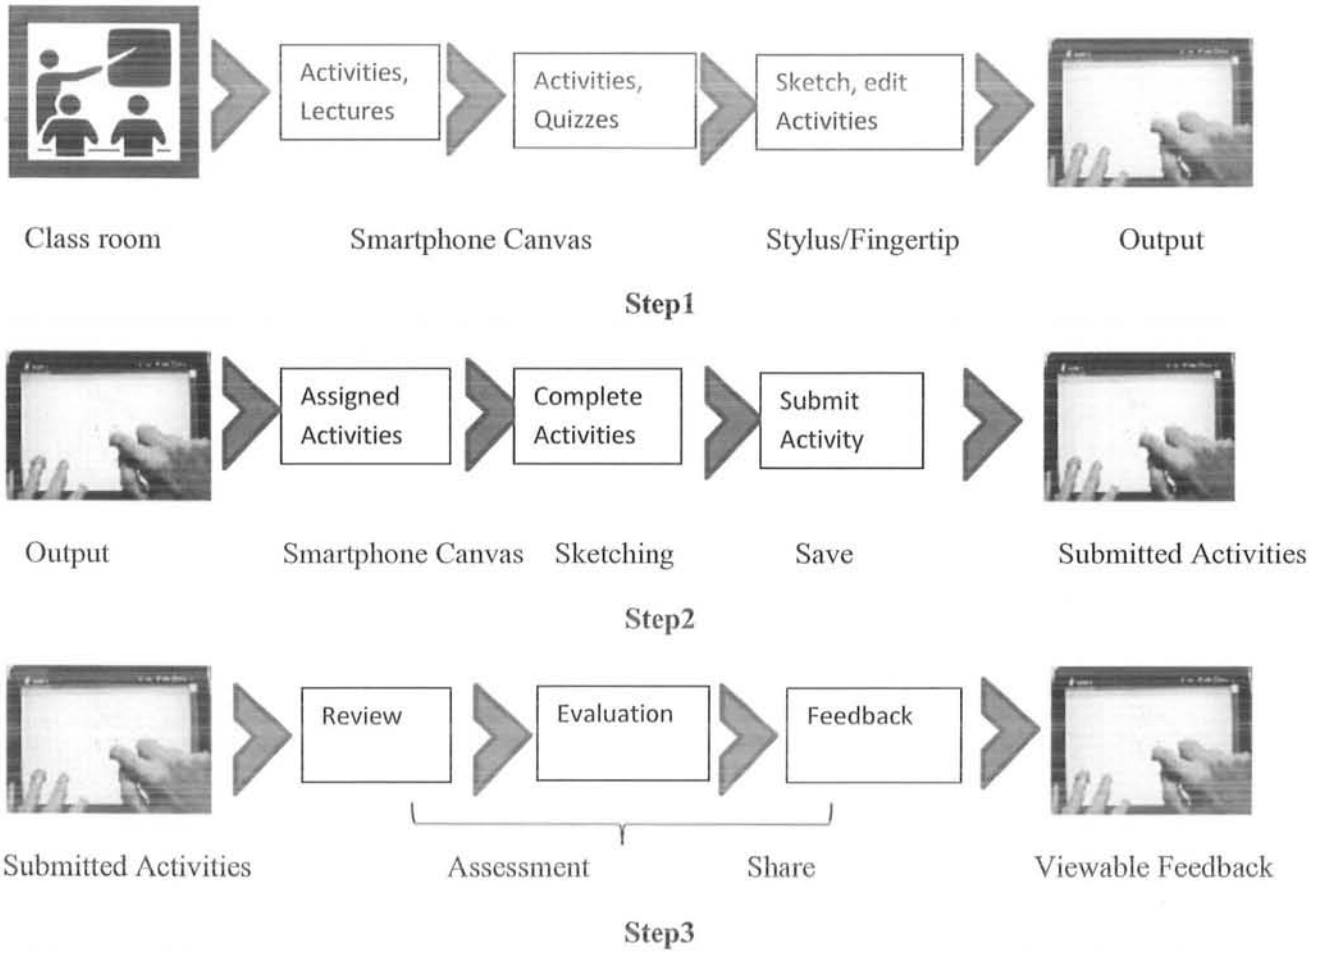 Activities,
Lectures
Activities,
Quizzes
Sketch, edit
Activities
Class room
Smartphone Canvas
Stylus/Fingertip
Output
Step1
Assigned
Activities
Complete
Activities
Submit
Activity
Output
Smartphone Canvas
Sketching
Save
Submitted Activities
Step2
Review
Evaluation
Feedback
Submitted Activities
Assessment
Share
Viewable Feedback
Step3